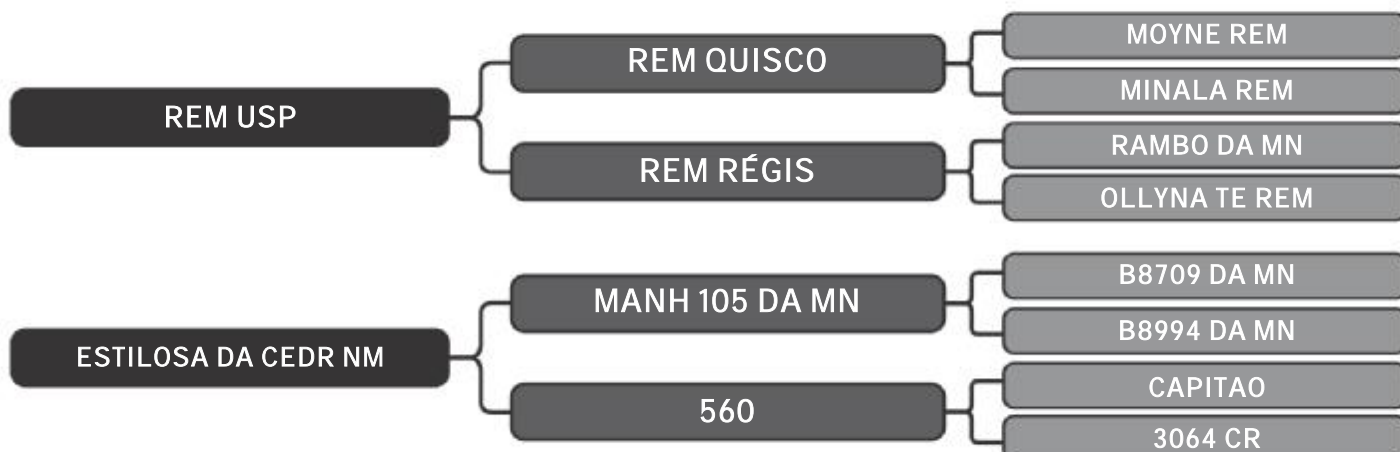 REM USP
REM QUISCO
MOYNE REM
MINALA REM
REM RÉGIS
RAMBO DA MN
OLLYNA TE REM
ESTILOSA DA CEDR NM
MANH 105 DA MN
B8709 DA MN
B8994 DA MN
560
CAPITAO
3064 CR